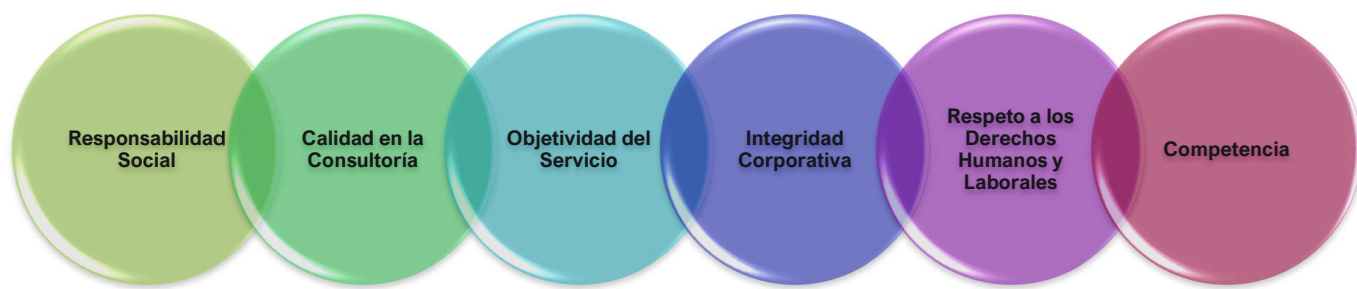 Responsabilidad
Social
Calidad en la
Consultoría
Objetividad del
Servicio
Integridad
Corporativa
Respeto a los
Derechos
Humanos y
Laborales
Competencia